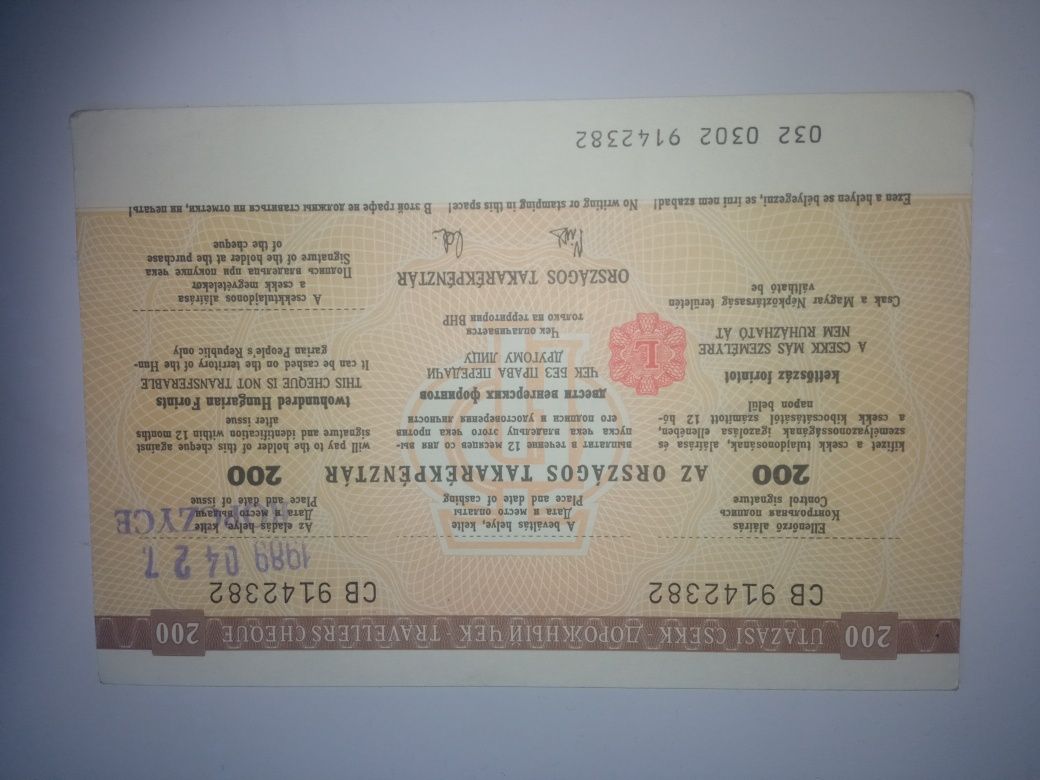 200 UTAZÁSI CSEKK - ДОРОЖНЫЙ ЧЕК - TRAVELLERS CHEQUE 200
CB 9142382
CB 9142382
1989 04 27
Ellenőrző aláírás
Контрольная подпись
Control signature
A beváltás helye, kelte
Дата и место оплаты
Place and date of cashing
Az eladás helye, kelte
Дата и место выдачи
Place and date of issue
200 AZ ORSZÁGOS TAKARÉKPÉNZTÁR 200
kifizet a csekk tulajdonosának, aláírás és
személyazonosságának igazolása ellenében,
a csekk kibocsátásától számított 12 hó-
napon belül
kettőszáz forintot
A CSEKK MÁS SZEMÉLYRE
NEM RUHÁZHATÓ ÁT
Csak a Magyar Népköztársaság területén
váltható be
L
выплатит в течение 12 месяцев со дня вы-
пуска чека владельцу этого чека против
его подписи и удостоверения личности
двести венгерских форинтов
ЧЕК БЕЗ ПРАВА ПЕРЕДАЧИ
ДРУГОМУ ЛИЦУ
Чек оплачивается
только на территории ВНР
ORSZÁGOS TAKARÉKPÉNZTÁR
will pay to the holder of this cheque against
signature and identification within 12 months
after issue
twohundred Hungarian Forints
THIS CHEQUE IS NOT TRANSFERABLE
It can be cashed on the territory of the Hun-
garian People's Republic only
A csekktulajdonos aláírása
a csekk megvételekor
Подпись владельца при покупке чека
Signature of the holder at the purchase
of the cheque
Ezen a helyen se bélyegezni, se írni nem szabad! No writing or stamping in this space! В этой графе не должны ставиться ни отметки, ни печать!
032 0302 9142382